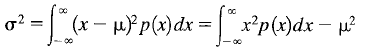 σ² = ∫_{-∞}^{∞} (x − μ)² p(x) dx = ∫_{-∞}^{∞} x² p(x) dx − μ²